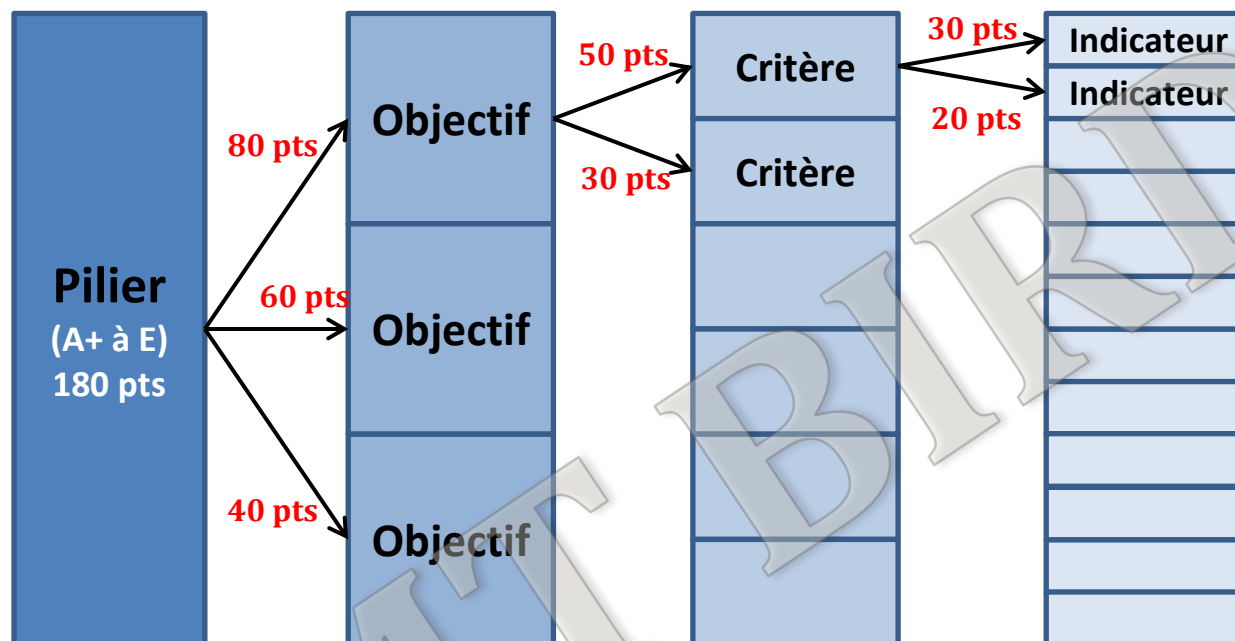 Pilier
(A+ à E)
180 pts
80 pts
60 pts
40 pts
Objectif
Objectif
Objectif
50 pts
30 pts
Critère
Critère
30 pts
20 pts
Indicateur
Indicateur
T BIRD